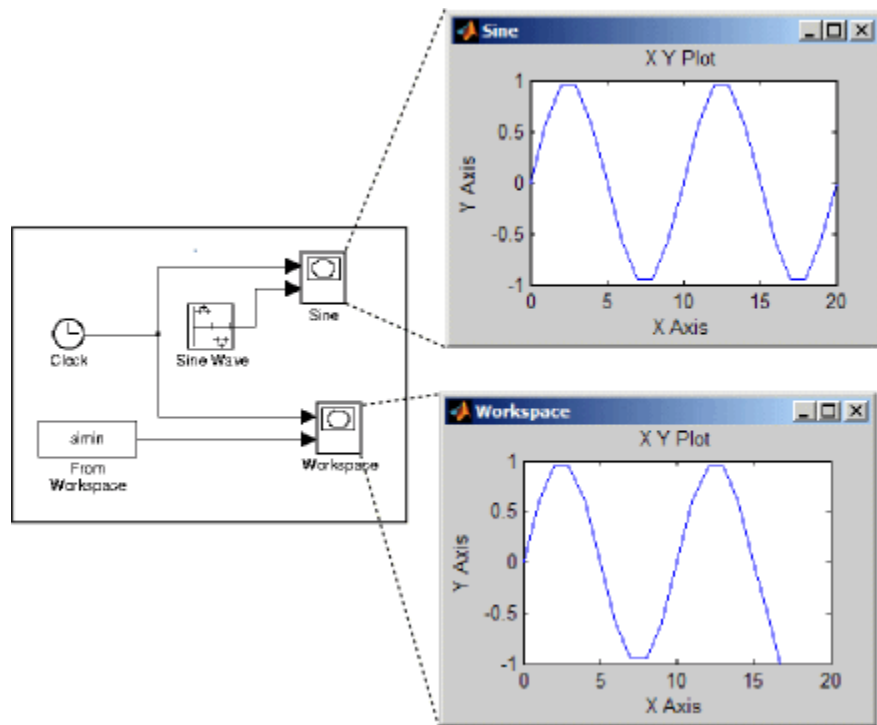 Sine
X Y Plot
1
0.5
0
-0.5
-1
Y Axis
0 5 10 15 20
X Axis
Sine
Clock
Sine Wave
simin
From
Workspace
Workspace
Workspace
X Y Plot
1
0.5
0
-0.5
-1
Y Axis
0 5 10 15 20
X Axis